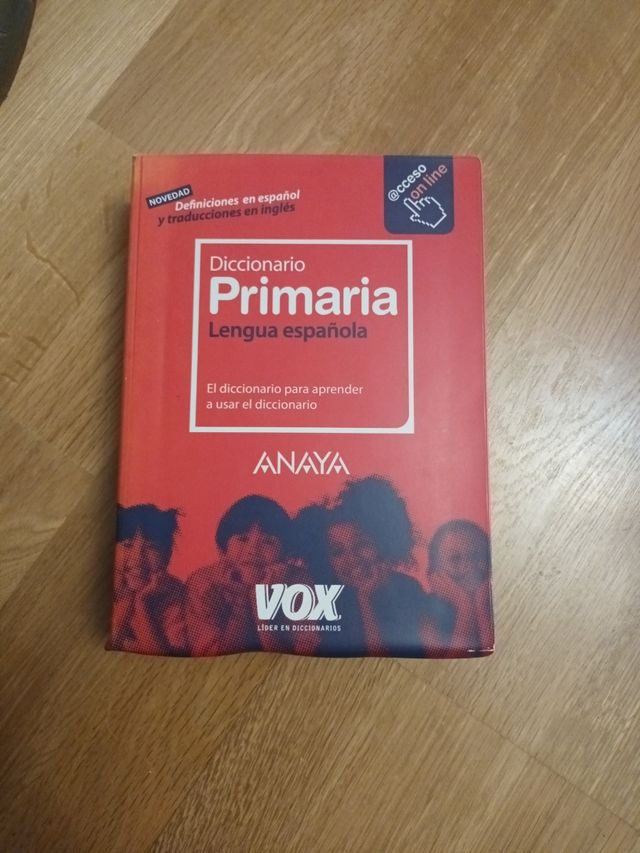 NOVEDAD
Definiciones en español
y traducciones en inglés
@cceso
on line
Diccionario
Primaria
Lengua española
El diccionario para aprender
a usar el diccionario
ANAYA
VOX
LÍDER EN DICCIONARIOS